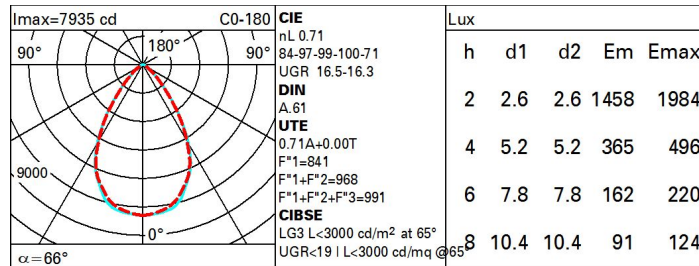 Imax=7935 cd C0-180
90° 180° 90°
9000
0°
α=66°
CIE
nL 0.71
84-97-99-100-71
UGR 16.5-16.3
DIN
A.61
UTE
0.71A+0.00T
F"1=841
F"1+F"2=968
F"1+F"2+F"3=991
CIBSE
LG3 L<3000 cd/m² at 65°
UGR<19 | L<3000 cd/mq @65°
Lux
h d1 d2 Em Emax
2 2.6 2.6 1458 1984
4 5.2 5.2 365 496
6 7.8 7.8 162 220
8 10.4 10.4 91 124